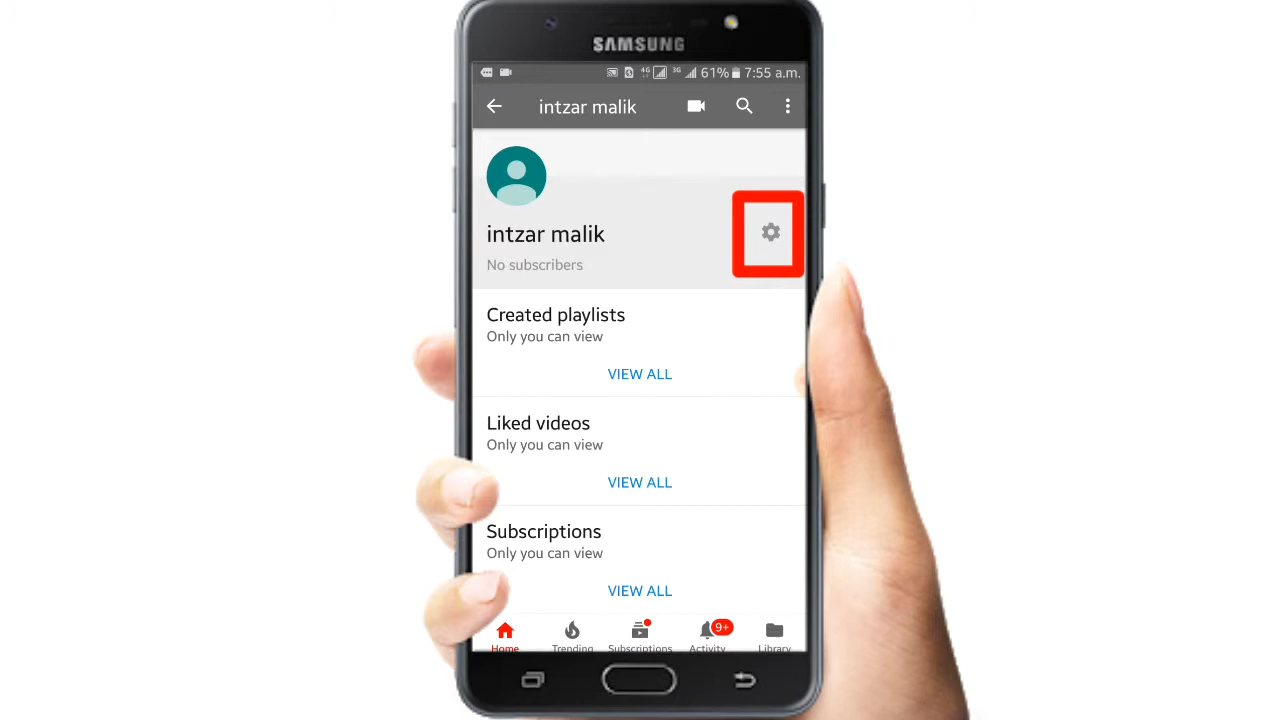 SAMSUNG
4G 3G 61% 7:55 a.m.
intzar malik
intzar malik
No subscribers
Created playlists
Only you can view
VIEW ALL
Liked videos
Only you can view
VIEW ALL
Subscriptions
Only you can view
VIEW ALL
9+
Home Trending Subscriptions Activity Library